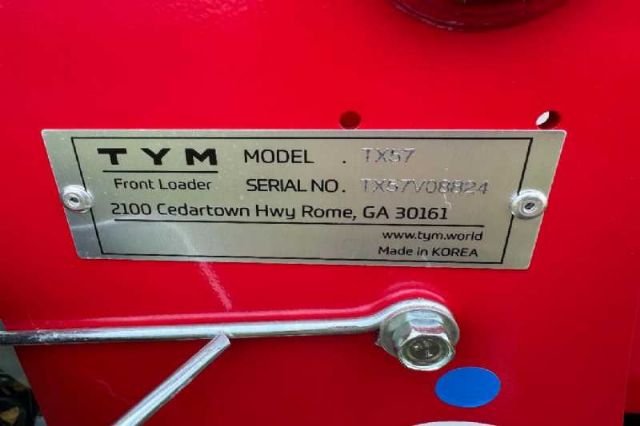 TYM MODEL . TX57
Front Loader SERIAL NO. TX57V08824
2100 Cedartown Hwy Rome, GA 30161
www.tym.world
Made in KOREA